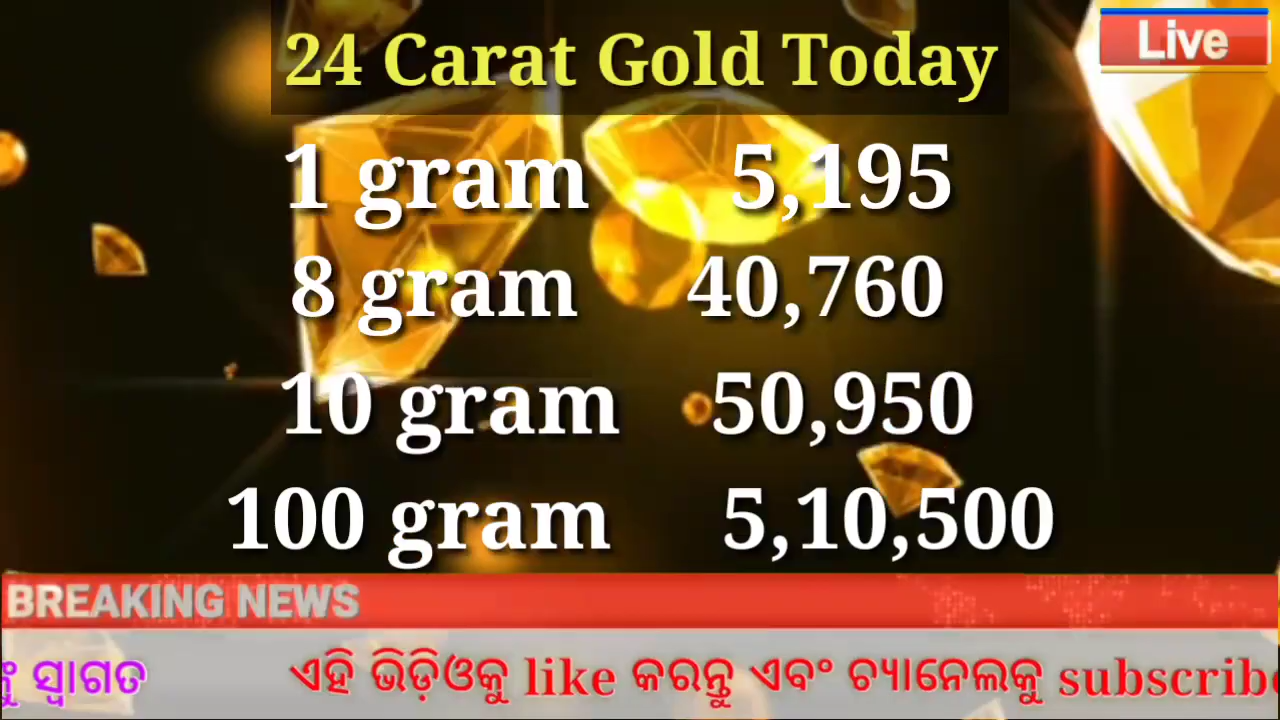 24 Carat Gold Today
Live
1 gram 5,195
8 gram 40,760
10 gram 50,950
100 gram 5,10,500
BREAKING NEWS
ସ୍ୱାଗତ ଏହି ଭିଡ଼ିଓକୁ like କରନ୍ତୁ ଏବଂ ଚ୍ୟାନେଲକୁ subscribe